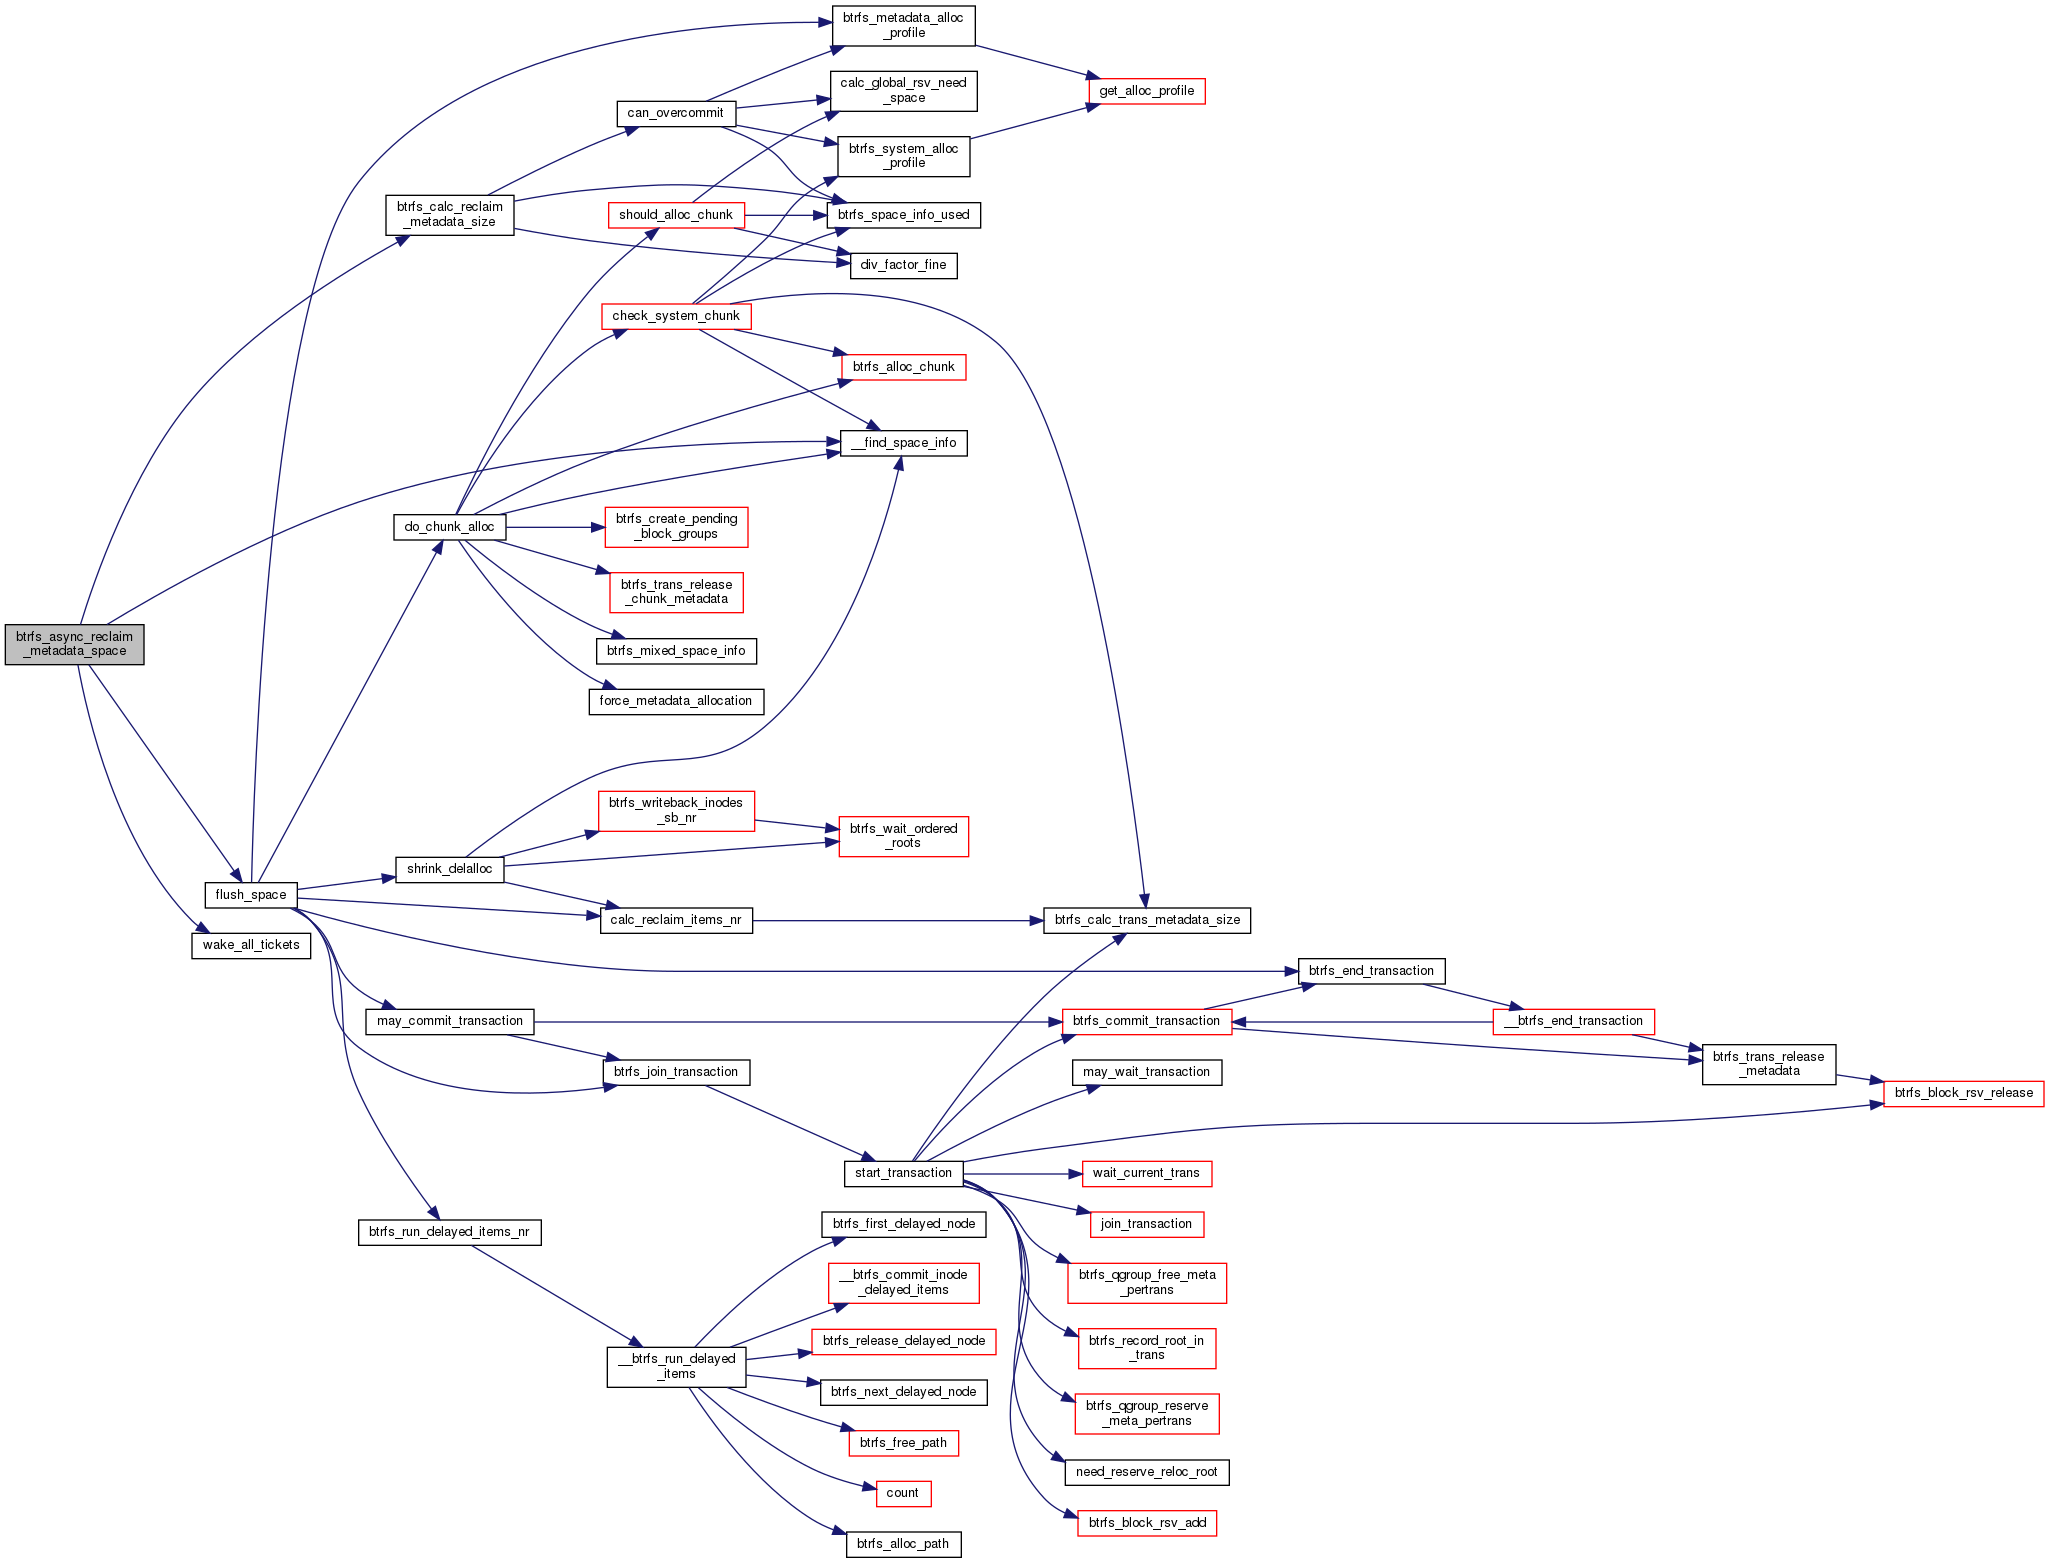 btrfs_metadata_alloc
_profile
calc_global_rsv_need
_space
get_alloc_profile
can_overcommit
btrfs_system_alloc
_profile
btrfs_calc_reclaim
_metadata_size
should_alloc_chunk
btrfs_space_info_used
div_factor_fine
check_system_chunk
btrfs_alloc_chunk
__find_space_info
do_chunk_alloc
btrfs_create_pending
_block_groups
btrfs_trans_release
_chunk_metadata
btrfs_async_reclaim
_metadata_space
btrfs_mixed_space_info
force_metadata_allocation
btrfs_writeback_inodes
_sb_nr
btrfs_wait_ordered
_roots
shrink_delalloc
flush_space
calc_reclaim_items_nr
btrfs_calc_trans_metadata_size
wake_all_tickets
btrfs_end_transaction
may_commit_transaction
btrfs_commit_transaction
__btrfs_end_transaction
btrfs_trans_release
_metadata
btrfs_join_transaction
may_wait_transaction
btrfs_block_rsv_release
start_transaction
wait_current_trans
btrfs_run_delayed_items_nr
btrfs_first_delayed_node
join_transaction
__btrfs_commit_inode
_delayed_items
btrfs_qgroup_free_meta
_pertrans
btrfs_release_delayed_node
btrfs_record_root_in
_trans
__btrfs_run_delayed
_items
btrfs_next_delayed_node
btrfs_qgroup_reserve
_meta_pertrans
btrfs_free_path
need_reserve_reloc_root
count
btrfs_block_rsv_add
btrfs_alloc_path